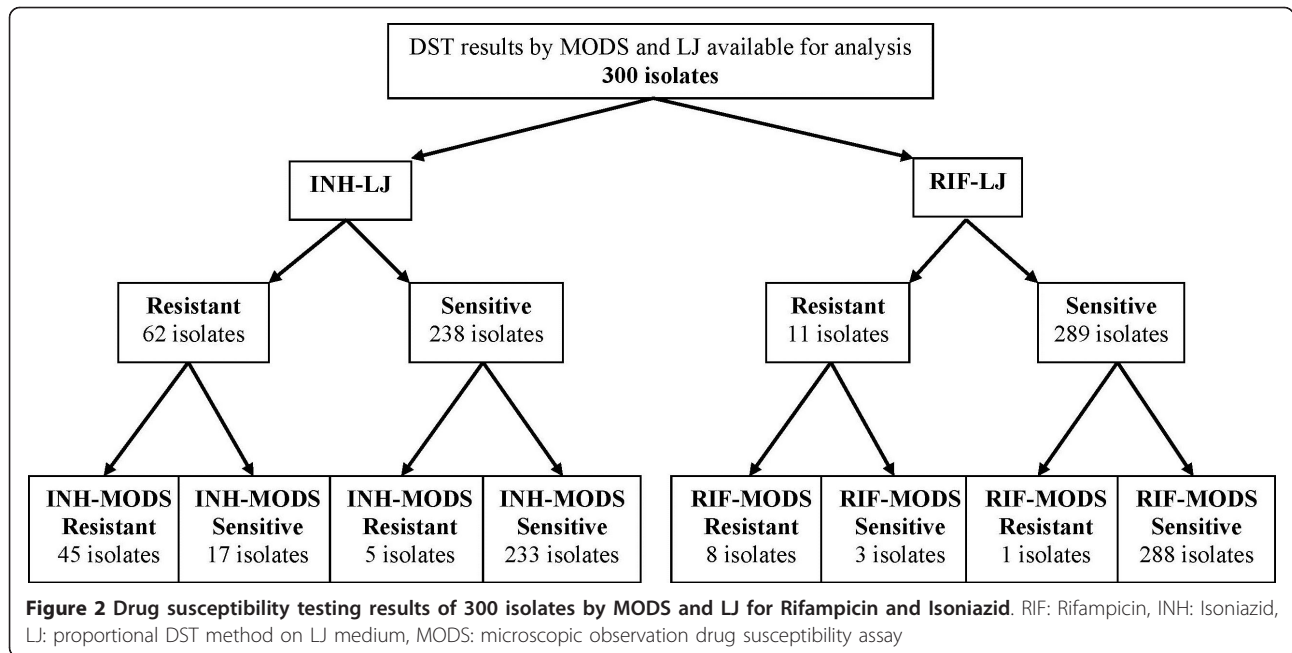 DST results by MODS and LJ available for analysis
300 isolates
INH-LJ
RIF-LJ
Resistant
62 isolates
Sensitive
238 isolates
Resistant
11 isolates
Sensitive
289 isolates
INH-MODS
Resistant
45 isolates
INH-MODS
Sensitive
17 isolates
INH-MODS
Resistant
5 isolates
INH-MODS
Sensitive
233 isolates
RIF-MODS
Resistant
8 isolates
RIF-MODS
Sensitive
3 isolates
RIF-MODS
Resistant
1 isolates
RIF-MODS
Sensitive
288 isolates
Figure 2 Drug susceptibility testing results of 300 isolates by MODS and LJ for Rifampicin and Isoniazid. RIF: Rifampicin, INH: Isoniazid,
LJ: proportional DST method on LJ medium, MODS: microscopic observation drug susceptibility assay